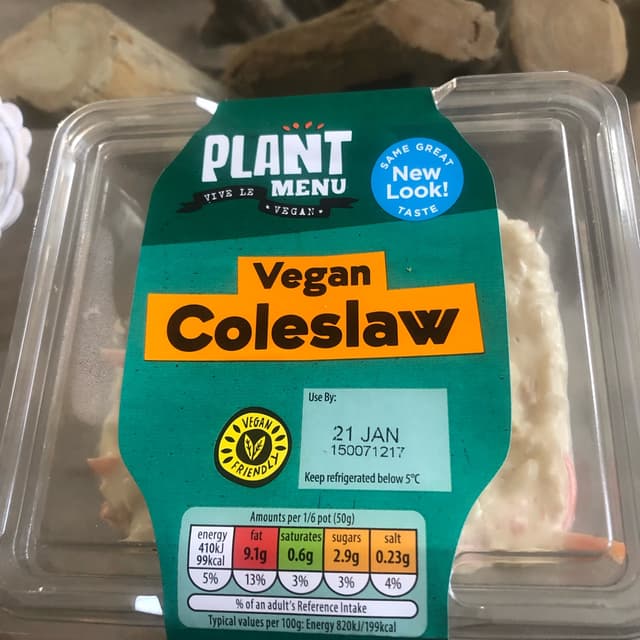 PLANT
MENU
VIVE LE
• VEGAN •
SAME GREAT
New
Look!
TASTE
Vegan
Coleslaw
VEGAN
FRIENDLY
Use By:
21 JAN
150071217
Keep refrigerated below 5°C
Amounts per 1/6 pot (50g)
energy fat saturates sugars salt
410kJ 9.1g 0.6g 2.9g 0.23g
99kcal
5% 13% 3% 3% 4%
% of an adult's Reference Intake
Typical values per 100g: Energy 820kJ/199kcal